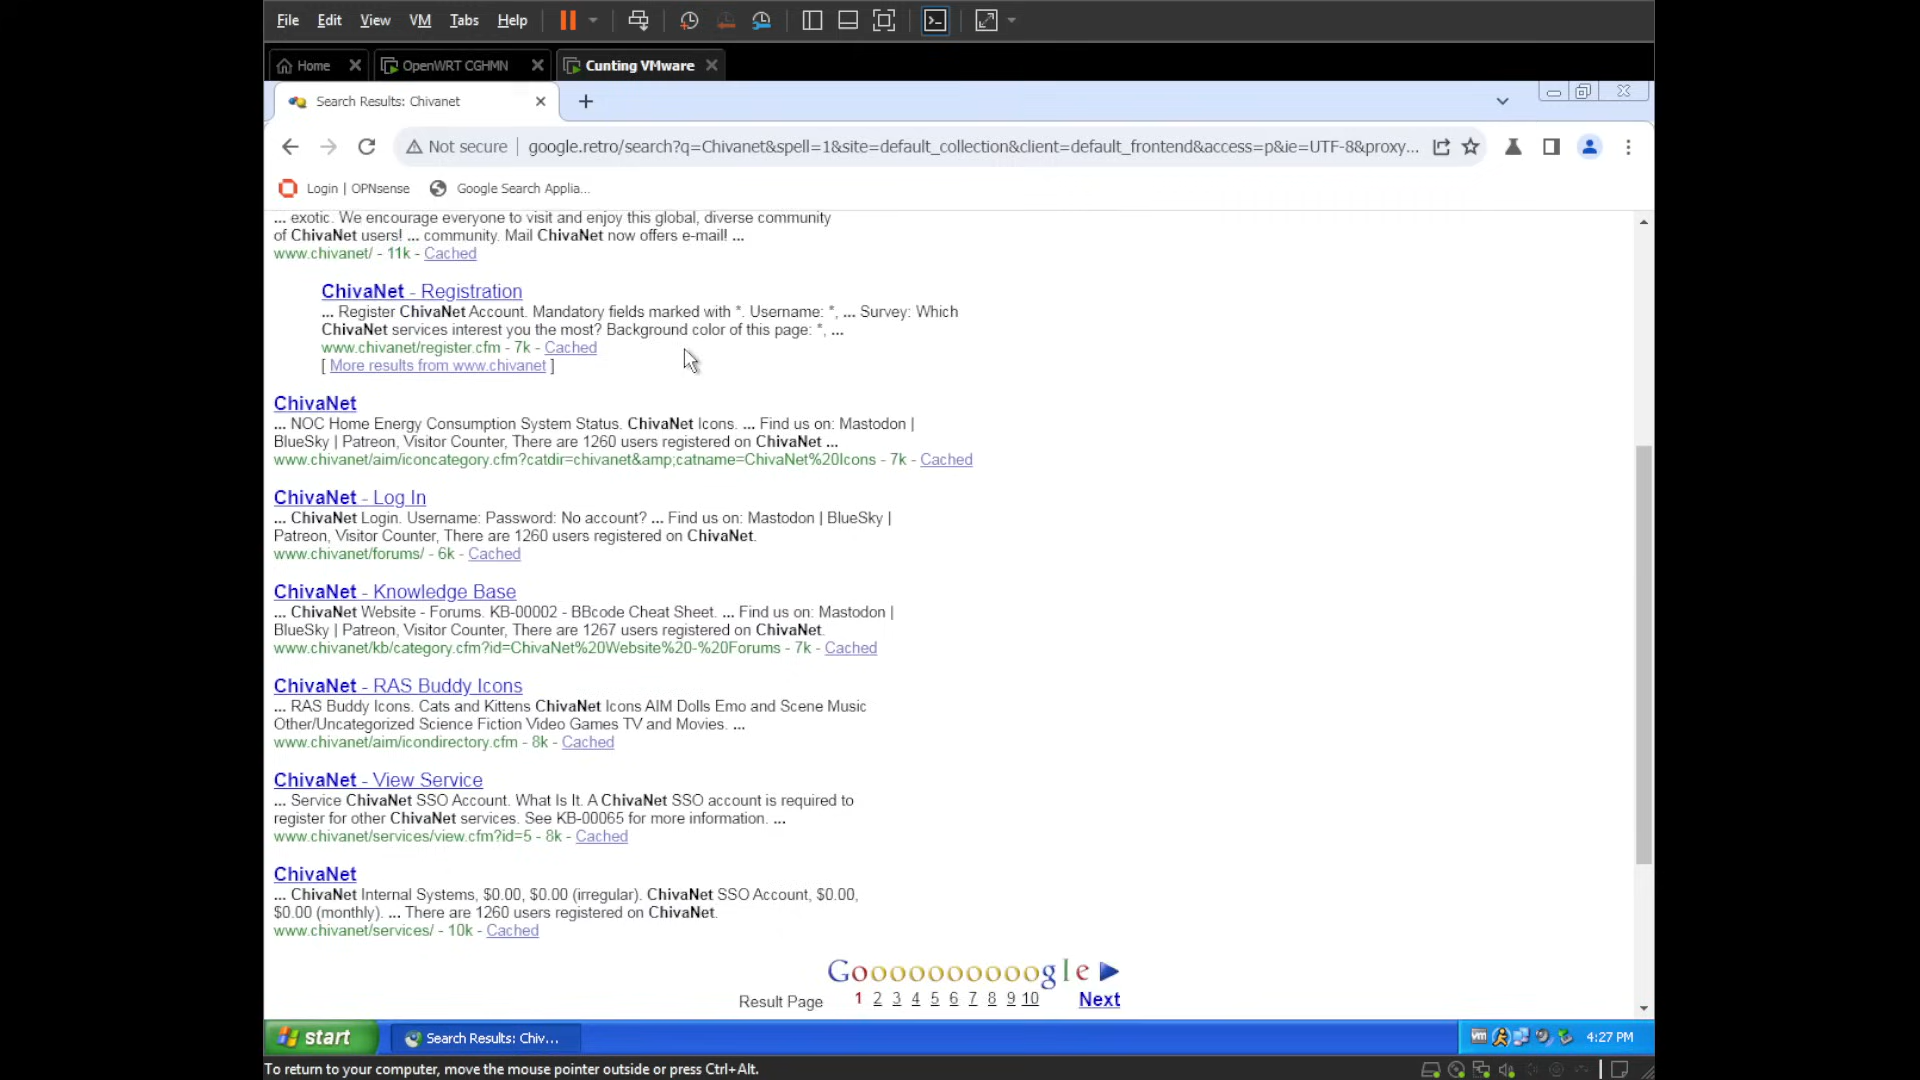 File Edit View VM Tabs Help
Home OpenWRT CGHMN Cunting VMware
Search Results: Chivanet
Not secure google.retro/search?q=Chivanet&spell=1&site=default_collection&client=default_frontend&access=p&ie=UTF-8&proxy...
Login | OPNsense Google Search Applia...
... exotic. We encourage everyone to visit and enjoy this global, diverse community
of ChivaNet users! ... community. Mail ChivaNet now offers e-mail! ...
www.chivanet/ - 11k - Cached
ChivaNet - Registration
... Register ChivaNet Account. Mandatory fields marked with *. Username: *, ... Survey: Which
ChivaNet services interest you the most? Background color of this page: *, ...
www.chivanet/register.cfm - 7k - Cached
[ More results from www.chivanet ]
ChivaNet
... NOC Home Energy Consumption System Status. ChivaNet Icons. ... Find us on: Mastodon |
BlueSky | Patreon, Visitor Counter, There are 1260 users registered on ChivaNet ...
www.chivanet/aim/iconcategory.cfm?catdir=chivanet&amp;catname=ChivaNet%20Icons - 7k - Cached
ChivaNet - Log In
... ChivaNet Login. Username: Password: No account? ... Find us on: Mastodon | BlueSky |
Patreon, Visitor Counter, There are 1260 users registered on ChivaNet.
www.chivanet/forums/ - 6k - Cached
ChivaNet - Knowledge Base
... ChivaNet Website - Forums. KB-00002 - BBcode Cheat Sheet. ... Find us on: Mastodon |
BlueSky | Patreon, Visitor Counter, There are 1267 users registered on ChivaNet.
www.chivanet/kb/category.cfm?id=ChivaNet%20Website%20-%20Forums - 7k - Cached
ChivaNet - RAS Buddy Icons
... RAS Buddy Icons. Cats and Kittens ChivaNet Icons AIM Dolls Emo and Scene Music
Other/Uncategorized Science Fiction Video Games TV and Movies. ...
www.chivanet/aim/icondirectory.cfm - 8k - Cached
ChivaNet - View Service
... Service ChivaNet SSO Account. What Is It. A ChivaNet SSO account is required to
register for other ChivaNet services. See KB-00065 for more information. ...
www.chivanet/services/view.cfm?id=5 - 8k - Cached
ChivaNet
... ChivaNet Internal Systems, $0.00, $0.00 (irregular). ChivaNet SSO Account, $0.00,
$0.00 (monthly). ... There are 1260 users registered on ChivaNet.
www.chivanet/services/ - 10k - Cached
Goooooooooogle
Result Page 1 2 3 4 5 6 7 8 9 10 Next
start Search Results: Chiv... vm 4:27 PM
To return to your computer, move the mouse pointer outside or press Ctrl+Alt.